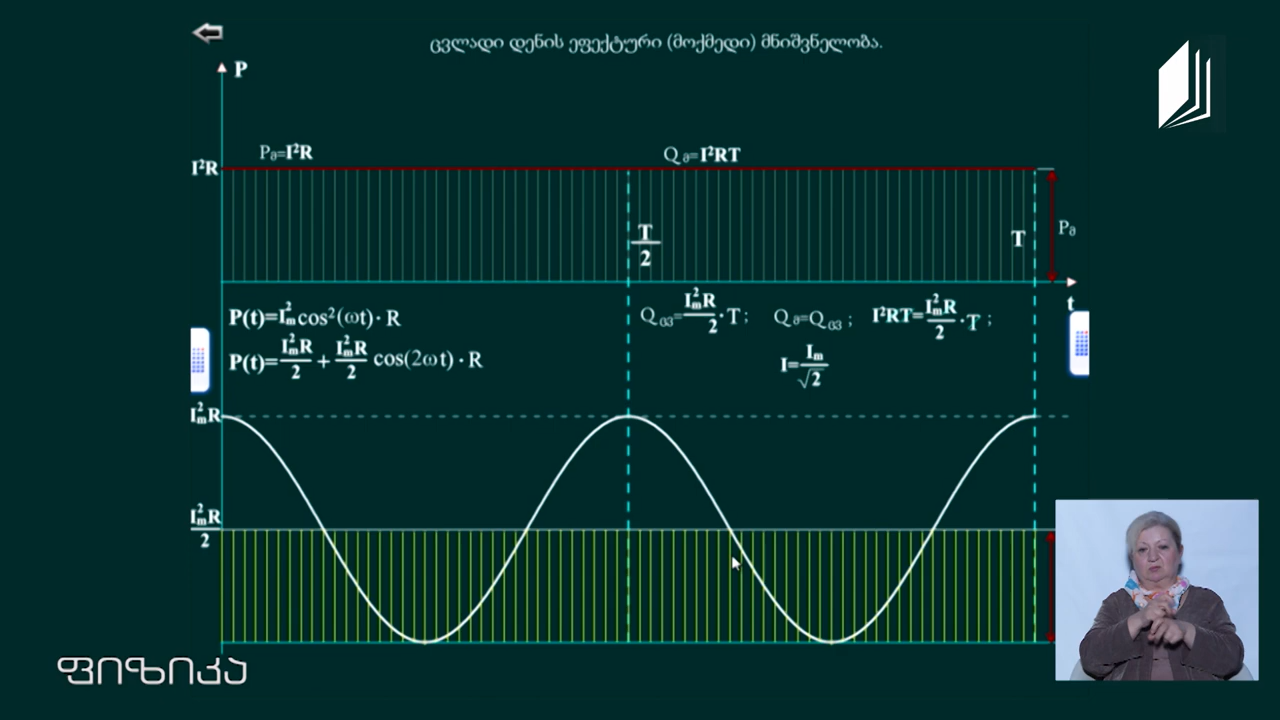 ცვლადი დენის ეფექტური (მოქმედი) მნიშვნელობა.
P
I²R
Pმ=I²R
Qმ=I²RT
T/2
T
Pმ
t
P(t)=I²ₘcos²(ωt)· R
P(t)=I²ₘR/2 + I²ₘR/2 cos(2ωt) · R
Qცვ=I²ₘR/2·T;
Qმ=Qცვ;
I²RT=I²ₘR/2·T;
I=Iₘ/√2
I²ₘR
I²ₘR/2
ფიზიკა